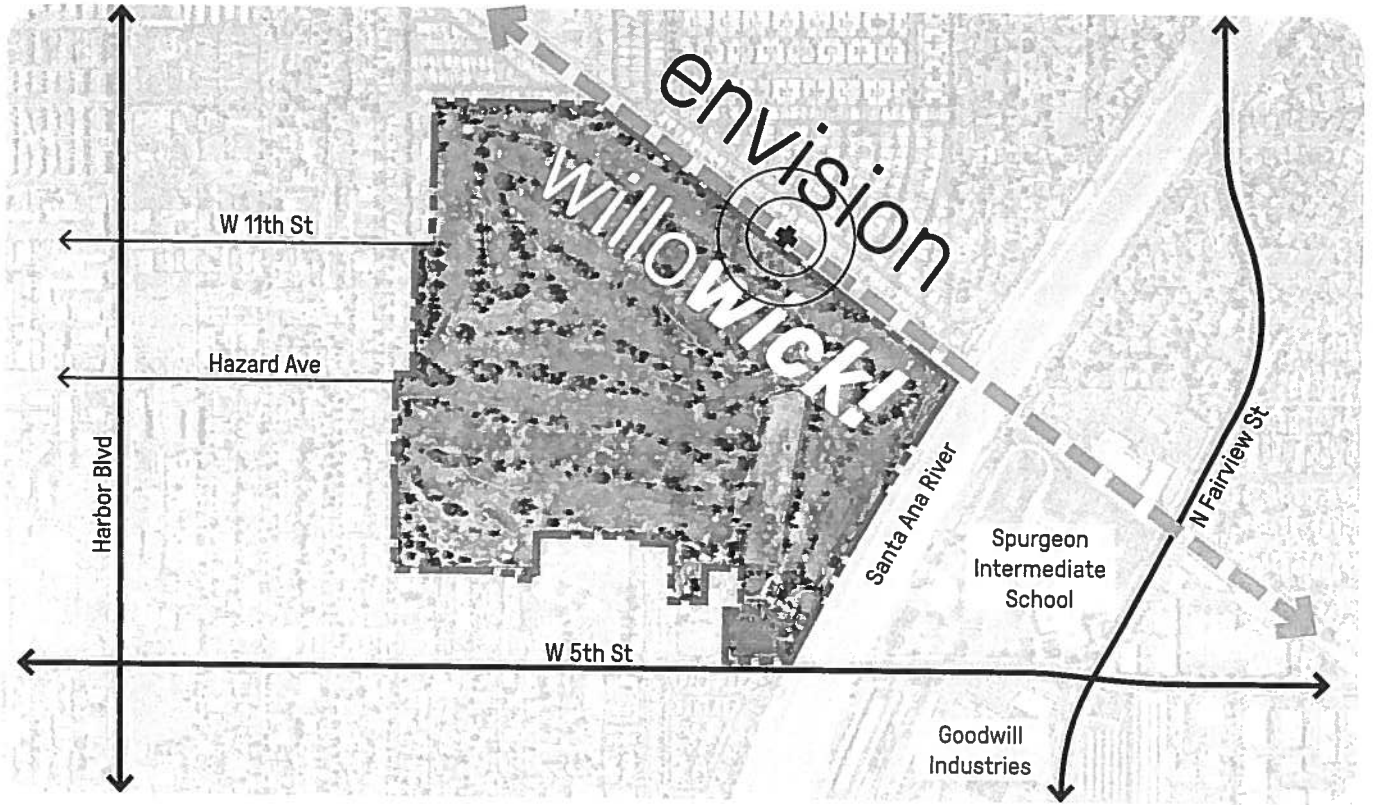 envision
willowick!
W 11th St
Hazard Ave
Harbor Blvd
Santa Ana River
N Fairview St
Spurgeon
Intermediate
School
W 5th St
Goodwill
Industries